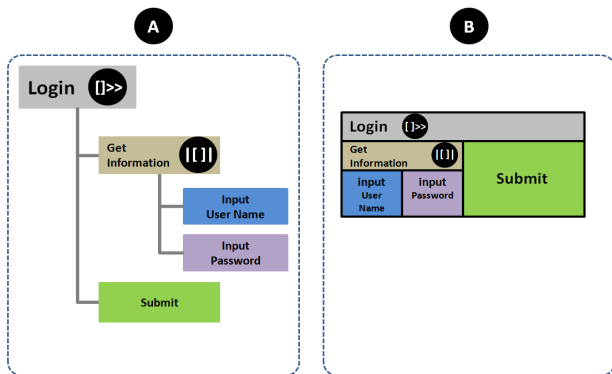 A
B
Login []>>
Get
Information |[]|
Input
User Name
Input
Password
Submit
Login []>>
Get
Information |[]|
input
User
Name
input
Password
Submit